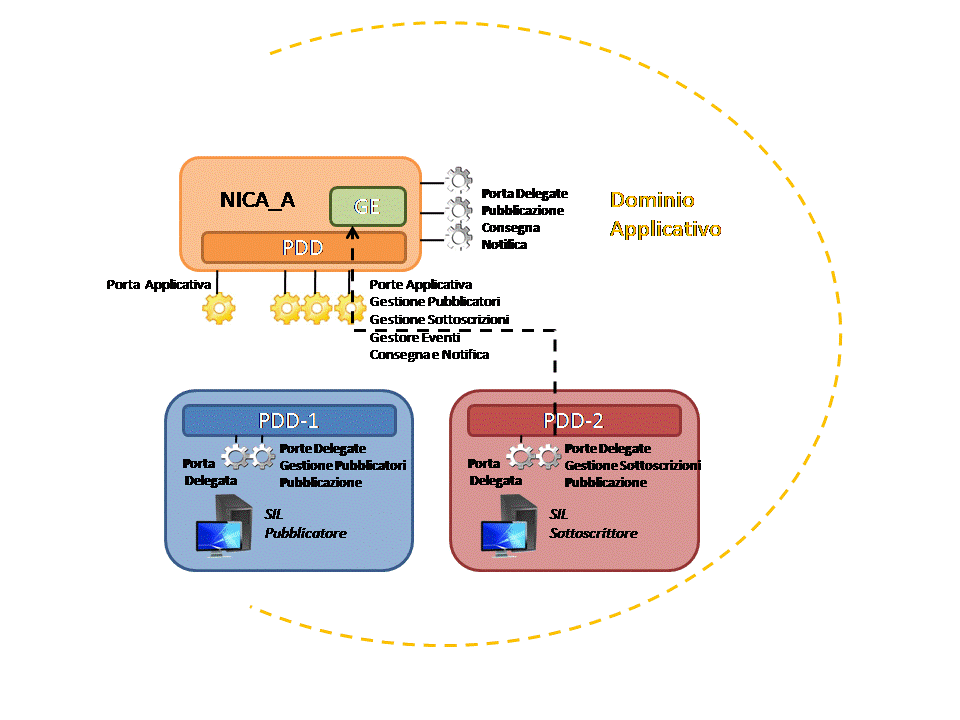 NICA_A
GE
PDD
Porta Delegate
Pubblicazione
Consegna
Notifica
Dominio
Applicativo
Porta Applicativa
Porte Applicativa
Gestione Pubblicatori
Gestione Sottoscrizioni
Gestore Eventi
Consegna e Notifica
PDD-1
Porta
Delegata
Porte Delegate
Gestione Pubblicatori
Pubblicazione
SIL
Pubblicatore
PDD-2
Porta
Delegata
Porte Delegate
Gestione Sottoscrizioni
Pubblicazione
SIL
Sottoscrittore